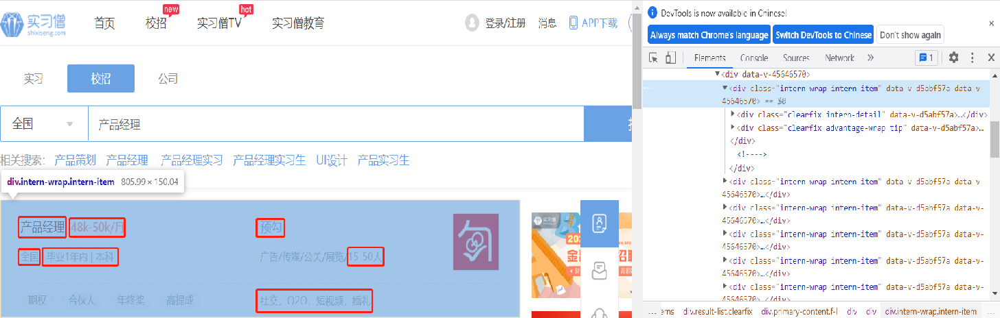 实习僧
shixiseng.com
首页
校招
new
实习僧TV
hot
实习僧教育
登录/注册
消息
APP下载
实习
校招
公司
全国
产品经理
相关搜索：
产品策划
产品经理
产品经理实习
产品经理实习生
UI设计
产品实习生
div.intern-wrap.intern-item 805.99 × 150.04
产品经理
48k-50k/月
预勾
全国
毕业1年内 | 本科
广告/传媒/公关/展览/15-50人
期权
合伙人
年终奖
高提成
社交，O2O，短视频，婚礼
实习僧
DevTools is now available in Chinese!
Always match Chrome's language
Switch DevTools to Chinese
Don't show again
Elements
Console
Sources
Network
»
1
▼<div data-v-45646570>
▼<div class="intern-wrap intern-item" data-v-d5abf57a data-v-
45646570> == $0
▶<div class="clearfix intern-detail" data-v-d5abf57a>…</div>
▶<div class="clearfix advantage-wrap tip" data-v-d5abf57a>…
</div>
<!---->
</div>
▶<div class="intern-wrap intern-item" data-v-d5abf57a data-v-
45646570>…</div>
▶<div class="intern-wrap intern-item" data-v-d5abf57a data-v-
45646570>…</div>
▶<div class="intern-wrap intern-item" data-v-d5abf57a data-v-
45646570>…</div>
▶<div class="intern-wrap intern-item" data-v-d5abf57a data-v-
45646570>…</div>
▶<div class="intern-wrap intern-item" data-v-d5abf57a data-v-
45646570>…</div>
… erns div.result-list.clearfix div.primary-content.f-l div div div.intern-wrap.intern-item …